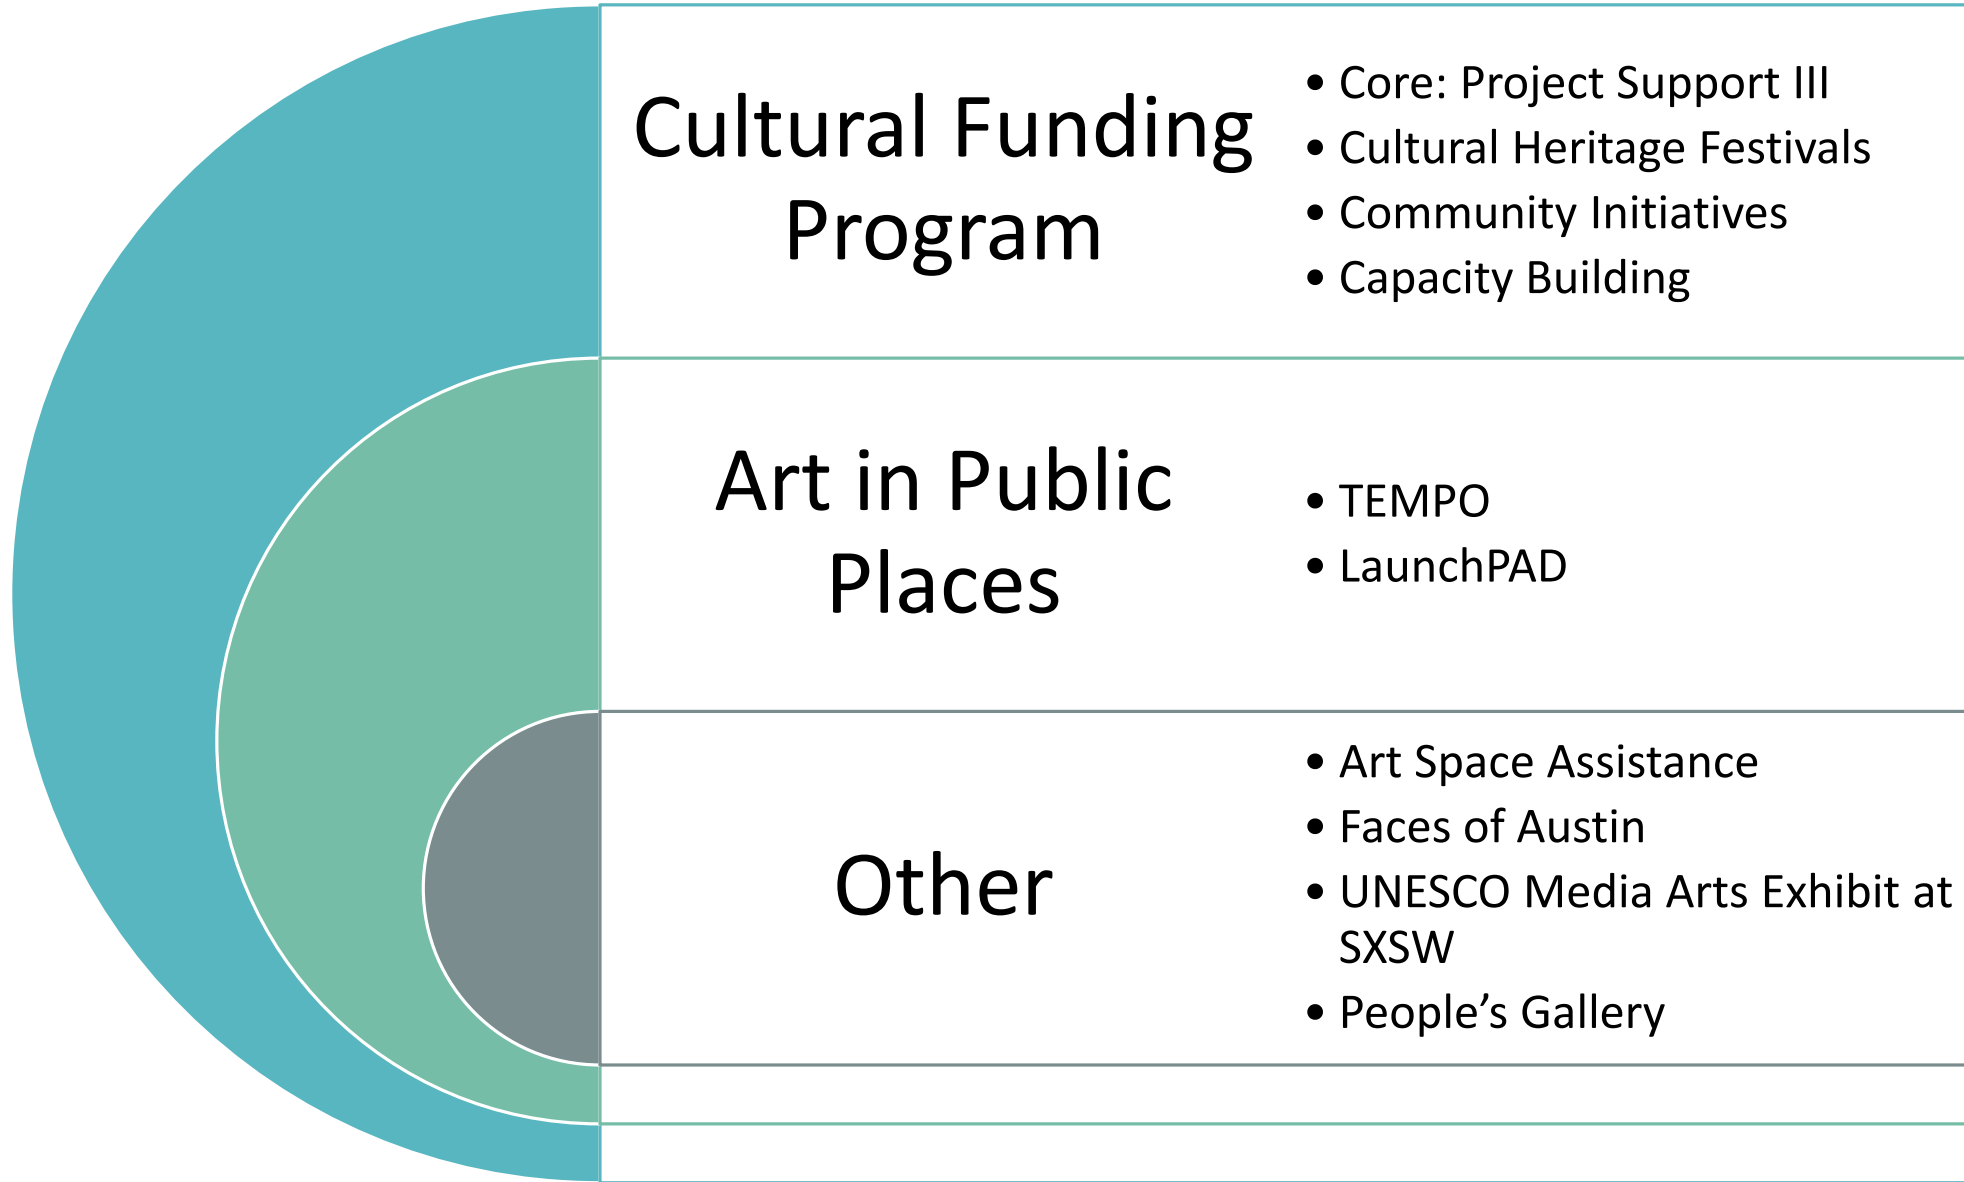 Cultural Funding
Program
• Core: Project Support III
• Cultural Heritage Festivals
• Community Initiatives
• Capacity Building
Art in Public
Places
• TEMPO
• LaunchPAD
Other
• Art Space Assistance
• Faces of Austin
• UNESCO Media Arts Exhibit at
SXSW
• People’s Gallery